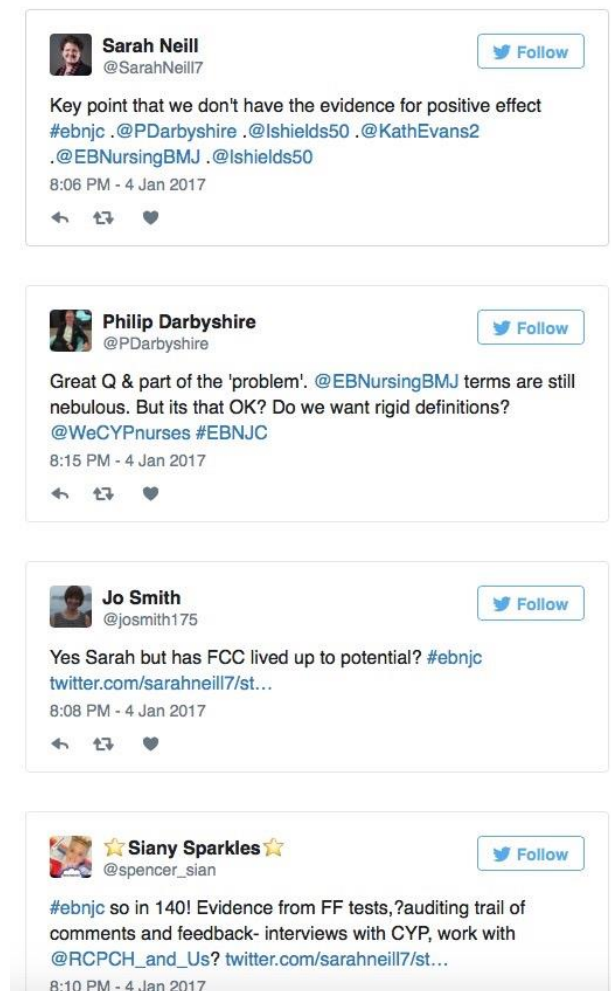 Sarah Neill
@SarahNeill7
Follow
Key point that we don't have the evidence for positive effect
#ebnjc .@PDarbyshire .@lshields50 .@KathEvans2
.@EBNursingBMJ .@lshields50
8:06 PM - 4 Jan 2017
Philip Darbyshire
@PDarbyshire
Follow
Great Q & part of the 'problem'. @EBNursingBMJ terms are still
nebulous. But its that OK? Do we want rigid definitions?
@WeCYPnurses #EBNJC
8:15 PM - 4 Jan 2017
Jo Smith
@josmith175
Follow
Yes Sarah but has FCC lived up to potential? #ebnjc
twitter.com/sarahneill7/st...
8:08 PM - 4 Jan 2017
⭐Siany Sparkles⭐
@spencer_sian
Follow
#ebnjc so in 140! Evidence from FF tests,?auditing trail of
comments and feedback- interviews with CYP, work with
@RCPCH_and_Us? twitter.com/sarahneill7/st...
8:10 PM - 4 Jan 2017